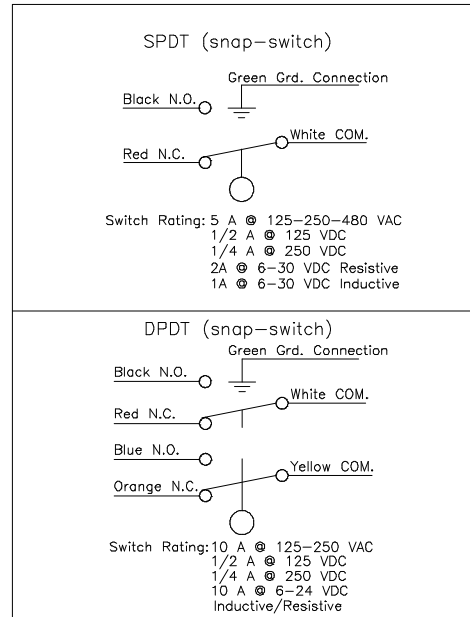 SPDT (snap-switch)
Green Grd. Connection
Black N.O.
White COM.
Red N.C.
Switch Rating: 5 A @ 125-250-480 VAC
1/2 A @ 125 VDC
1/4 A @ 250 VDC
2A @ 6-30 VDC Resistive
1A @ 6-30 VDC Inductive
DPDT (snap-switch)
Green Grd. Connection
Black N.O.
White COM.
Red N.C.
Blue N.O.
Yellow COM.
Orange N.C.
Switch Rating: 10 A @ 125-250 VAC
1/2 A @ 125 VDC
1/4 A @ 250 VDC
10 A @ 6-24 VDC
Inductive/Resistive